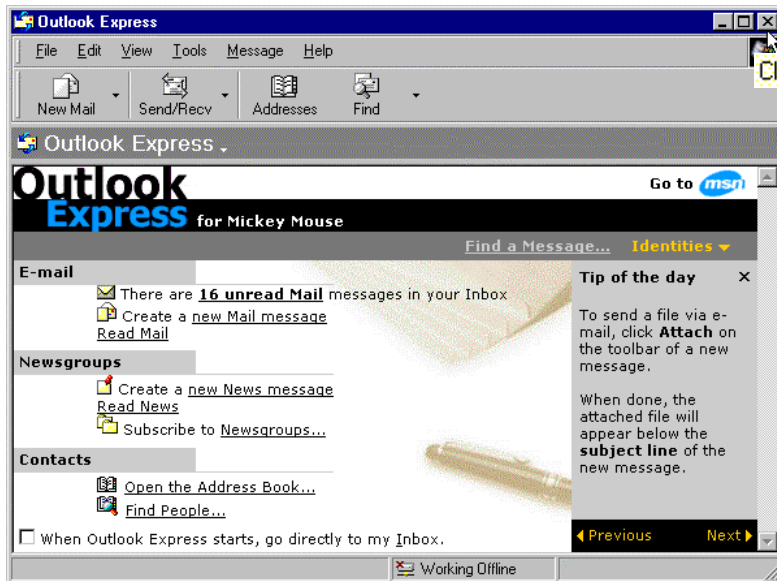 Outlook Express
File Edit View Tools Message Help
New Mail Send/Recv Addresses Find
Outlook Express
Outlook
Express for Mickey Mouse
Go to msn
Find a Message... Identities
E-mail
There are 16 unread Mail messages in your Inbox
Create a new Mail message
Read Mail
Newsgroups
Create a new News message
Read News
Subscribe to Newsgroups...
Contacts
Open the Address Book...
Find People...
When Outlook Express starts, go directly to my Inbox.
Tip of the day
To send a file via e-
mail, click Attach on
the toolbar of a new
message.
When done, the
attached file will
appear below the
subject line of the
new message.
Previous Next
Working Offline